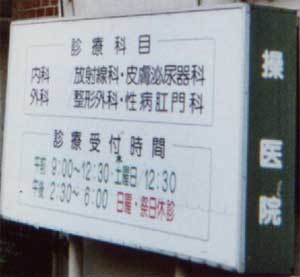 診療科目
内科 放射線科・皮膚泌尿器科
外科 整形外科・性病肛門科
診療受付時間
午前 9:00〜12:30 土曜日 12:30
午後 2:30〜6:00 日曜・祭日休診
操医院